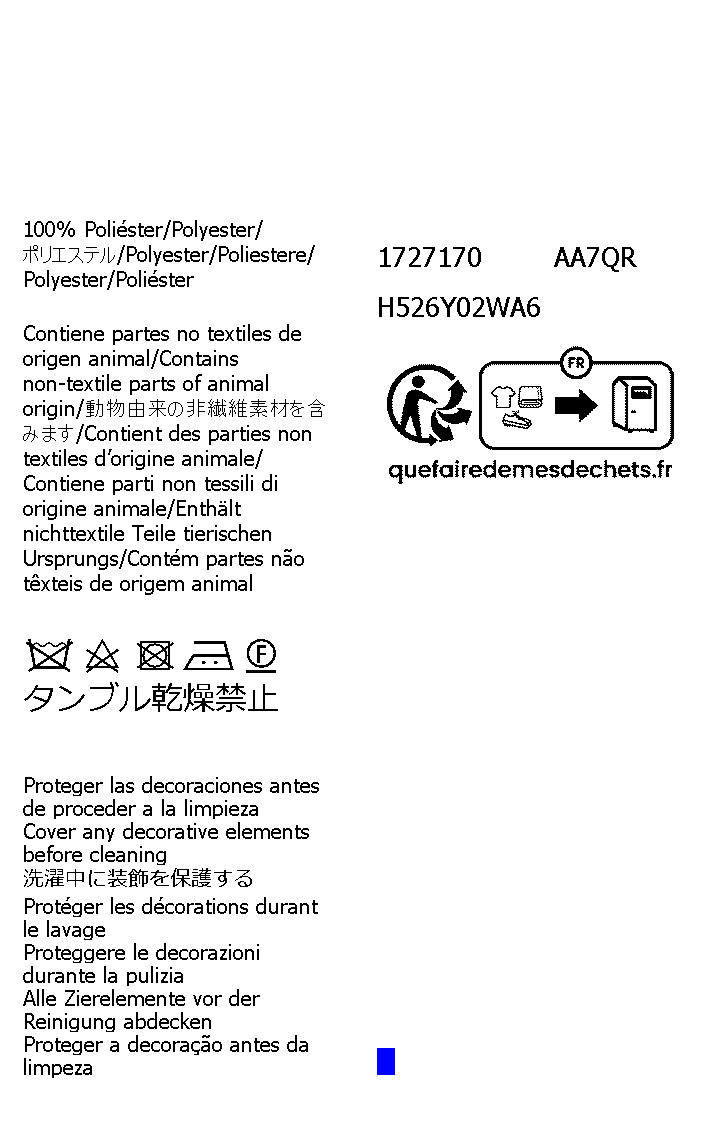 100% Poliéster/Polyester/
ポリエステル/Polyester/Poliestere/
Polyester/Poliéster
Contiene partes no textiles de
origen animal/Contains
non-textile parts of animal
origin/動物由来の非繊維素材を含
みます/Contient des parties non
textiles d'origine animale/
Contiene parti non tessili di
origine animale/Enthält
nichttextile Teile tierischen
Ursprungs/Contém partes não
têxteis de origem animal
F
タンブル乾燥禁止
Proteger las decoraciones antes
de proceder a la limpieza
Cover any decorative elements
before cleaning
洗濯中に装飾を保護する
Protéger les décorations durant
le lavage
Proteggere le decorazioni
durante la pulizia
Alle Zierelemente vor der
Reinigung abdecken
Proteger a decoração antes da
limpeza
1727170 AA7QR
H526Y02WA6
FR
quefairedemesdechets.fr